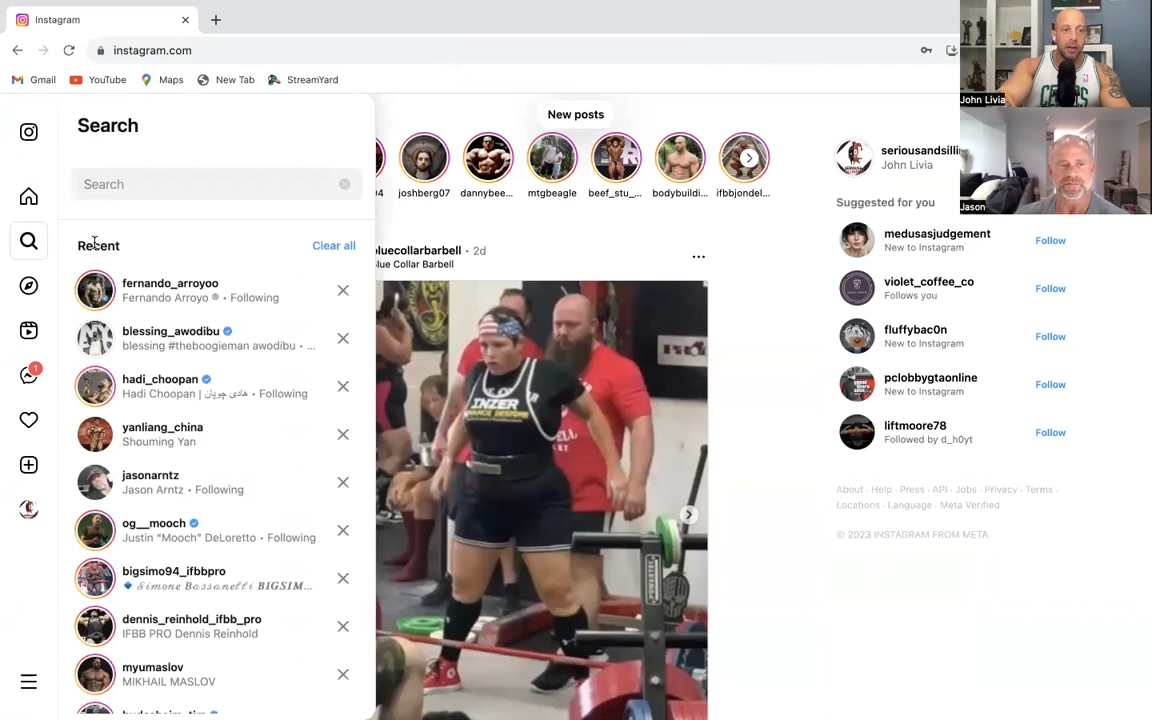 Instagram
instagram.com
Gmail
YouTube
Maps
New Tab
StreamYard
John Livia
Jason
Search
Search
Recent
Clear all
fernando_arroyoo
Fernando Arroyo ® • Following
blessing_awodibu
blessing #theboogieman awodibu • ...
hadi_choopan
Hadi Choopan | هادی چوپان • Following
yanliang_china
Shouming Yan
jasonarntz
Jason Arntz • Following
og__mooch
Justin “Mooch” DeLoretto • Following
bigsimo94_ifbbpro
𝓢𝓲𝓶𝓸𝓷𝓮 𝓑𝓪𝓼𝓼𝓪𝓷𝓮𝓵𝓵𝓲 𝑩𝑰𝑮𝑺𝑰𝑴...
dennis_reinhold_ifbb_pro
IFBB PRO Dennis Reinhold
myumaslov
MIKHAIL MASLOV
1
New posts
joshberg07
dannybee...
mtgbeagle
beef_stu_...
bodybuildi...
ifbbjondel...
bluecollarbarbell • 2d
Blue Collar Barbell
INZER
seriousandsilli
John Livia
Suggested for you
medusasjudgement
New to Instagram
Follow
violet_coffee_co
Follows you
Follow
fluffybac0n
New to Instagram
Follow
pclobbygtaonline
New to Instagram
Follow
liftmoore78
Followed by d_h0yt
Follow
About · Help · Press · API · Jobs · Privacy · Terms ·
Locations · Language · Meta Verified
© 2023 INSTAGRAM FROM META